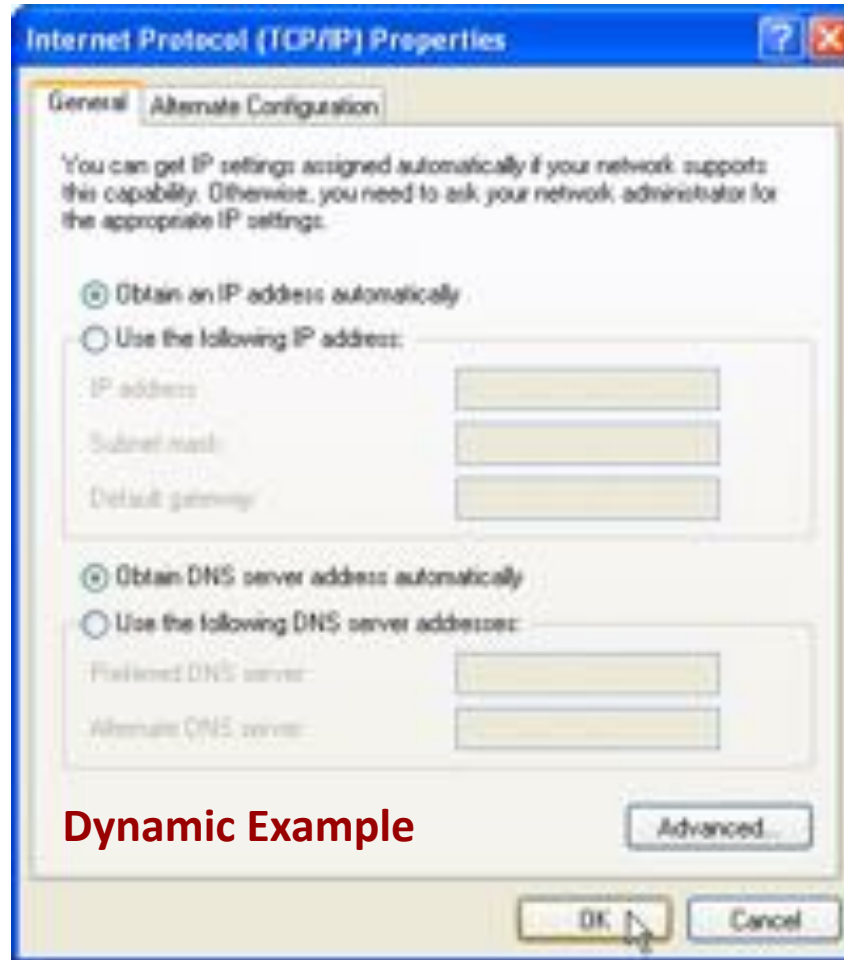 Internet Protocol (TCP/IP) Properties
General
Alternate Configuration
You can get IP settings assigned automatically if your network supports
this capability. Otherwise, you need to ask your network administrator for
the appropriate IP settings.
Obtain an IP address automatically
Use the following IP address:
IP address:
Subnet mask:
Default gateway:
Obtain DNS server address automatically
Use the following DNS server addresses:
Preferred DNS server:
Alternate DNS server:
Dynamic Example
Advanced...
OK
Cancel